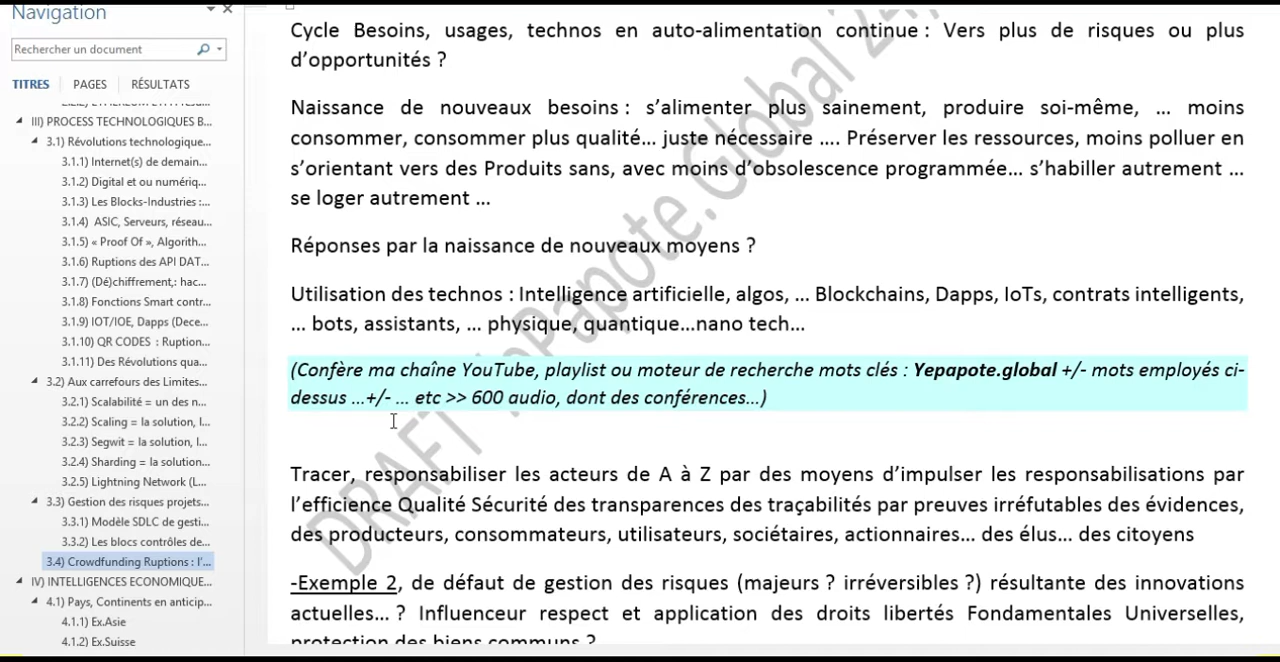 Navigation
Rechercher un document
TITRES PAGES RÉSULTATS
III) PROCESS TECHNOLOGIQUES B...
3.1) Révolutions technologique...
3.1.1) Internet(s) de demain...
3.1.2) Digital et ou numériq...
3.1.3) Les Blocks-Industries :...
3.1.4) ASIC, Serveurs, réseau...
3.1.5) « Proof Of », Algorith...
3.1.6) Ruptions des API DAT...
3.1.7) (Dé)chiffrement,: hac...
3.1.8) Fonctions Smart contr...
3.1.9) IOT/IOE, Dapps (Dece...
3.1.10) QR CODES : Ruption...
3.1.11) Des Révolutions qua...
3.2) Aux carrefours des Limites...
3.2.1) Scalabilité = un des n...
3.2.2) Scaling = la solution, l...
3.2.3) Segwit = la solution, l...
3.2.4) Sharding = la solution...
3.2.5) Lightning Network (L...
3.3) Gestion des risques projets...
3.3.1) Modèle SDLC de gesti...
3.3.2) Les blocs contrôles de...
3.4) Crowdfunding Ruptions : l'...
IV) INTELLIGENCES ECONOMIQUE...
4.1) Pays, Continents en anticip...
4.1.1) Ex.Asie
4.1.2) Ex.Suisse
Cycle Besoins, usages, technos en auto-alimentation continue : Vers plus de risques ou plus
d'opportunités ?
Naissance de nouveaux besoins : s'alimenter plus sainement, produire soi-même, ... moins
consommer, consommer plus qualité... juste nécessaire .... Préserver les ressources, moins polluer en
s'orientant vers des Produits sans, avec moins d'obsolescence programmée... s'habiller autrement ...
se loger autrement ...
Réponses par la naissance de nouveaux moyens ?
Utilisation des technos : Intelligence artificielle, algos, ... Blockchains, Dapps, IoTs, contrats intelligents,
... bots, assistants, ... physique, quantique...nano tech...
(Confère ma chaîne YouTube, playlist ou moteur de recherche mots clés : Yepapote.global +/- mots employés ci-
dessus ...+/- ... etc >> 600 audio, dont des conférences...)
Tracer, responsabiliser les acteurs de A à Z par des moyens d'impulser les responsabilisations par
l'efficience Qualité Sécurité des transparences des traçabilités par preuves irréfutables des évidences,
des producteurs, consommateurs, utilisateurs, sociétaires, actionnaires... des élus... des citoyens
-Exemple 2, de défaut de gestion des risques (majeurs ? irréversibles ?) résultante des innovations
actuelles... ? Influenceur respect et application des droits libertés Fondamentales Universelles,
protection des biens communs ?